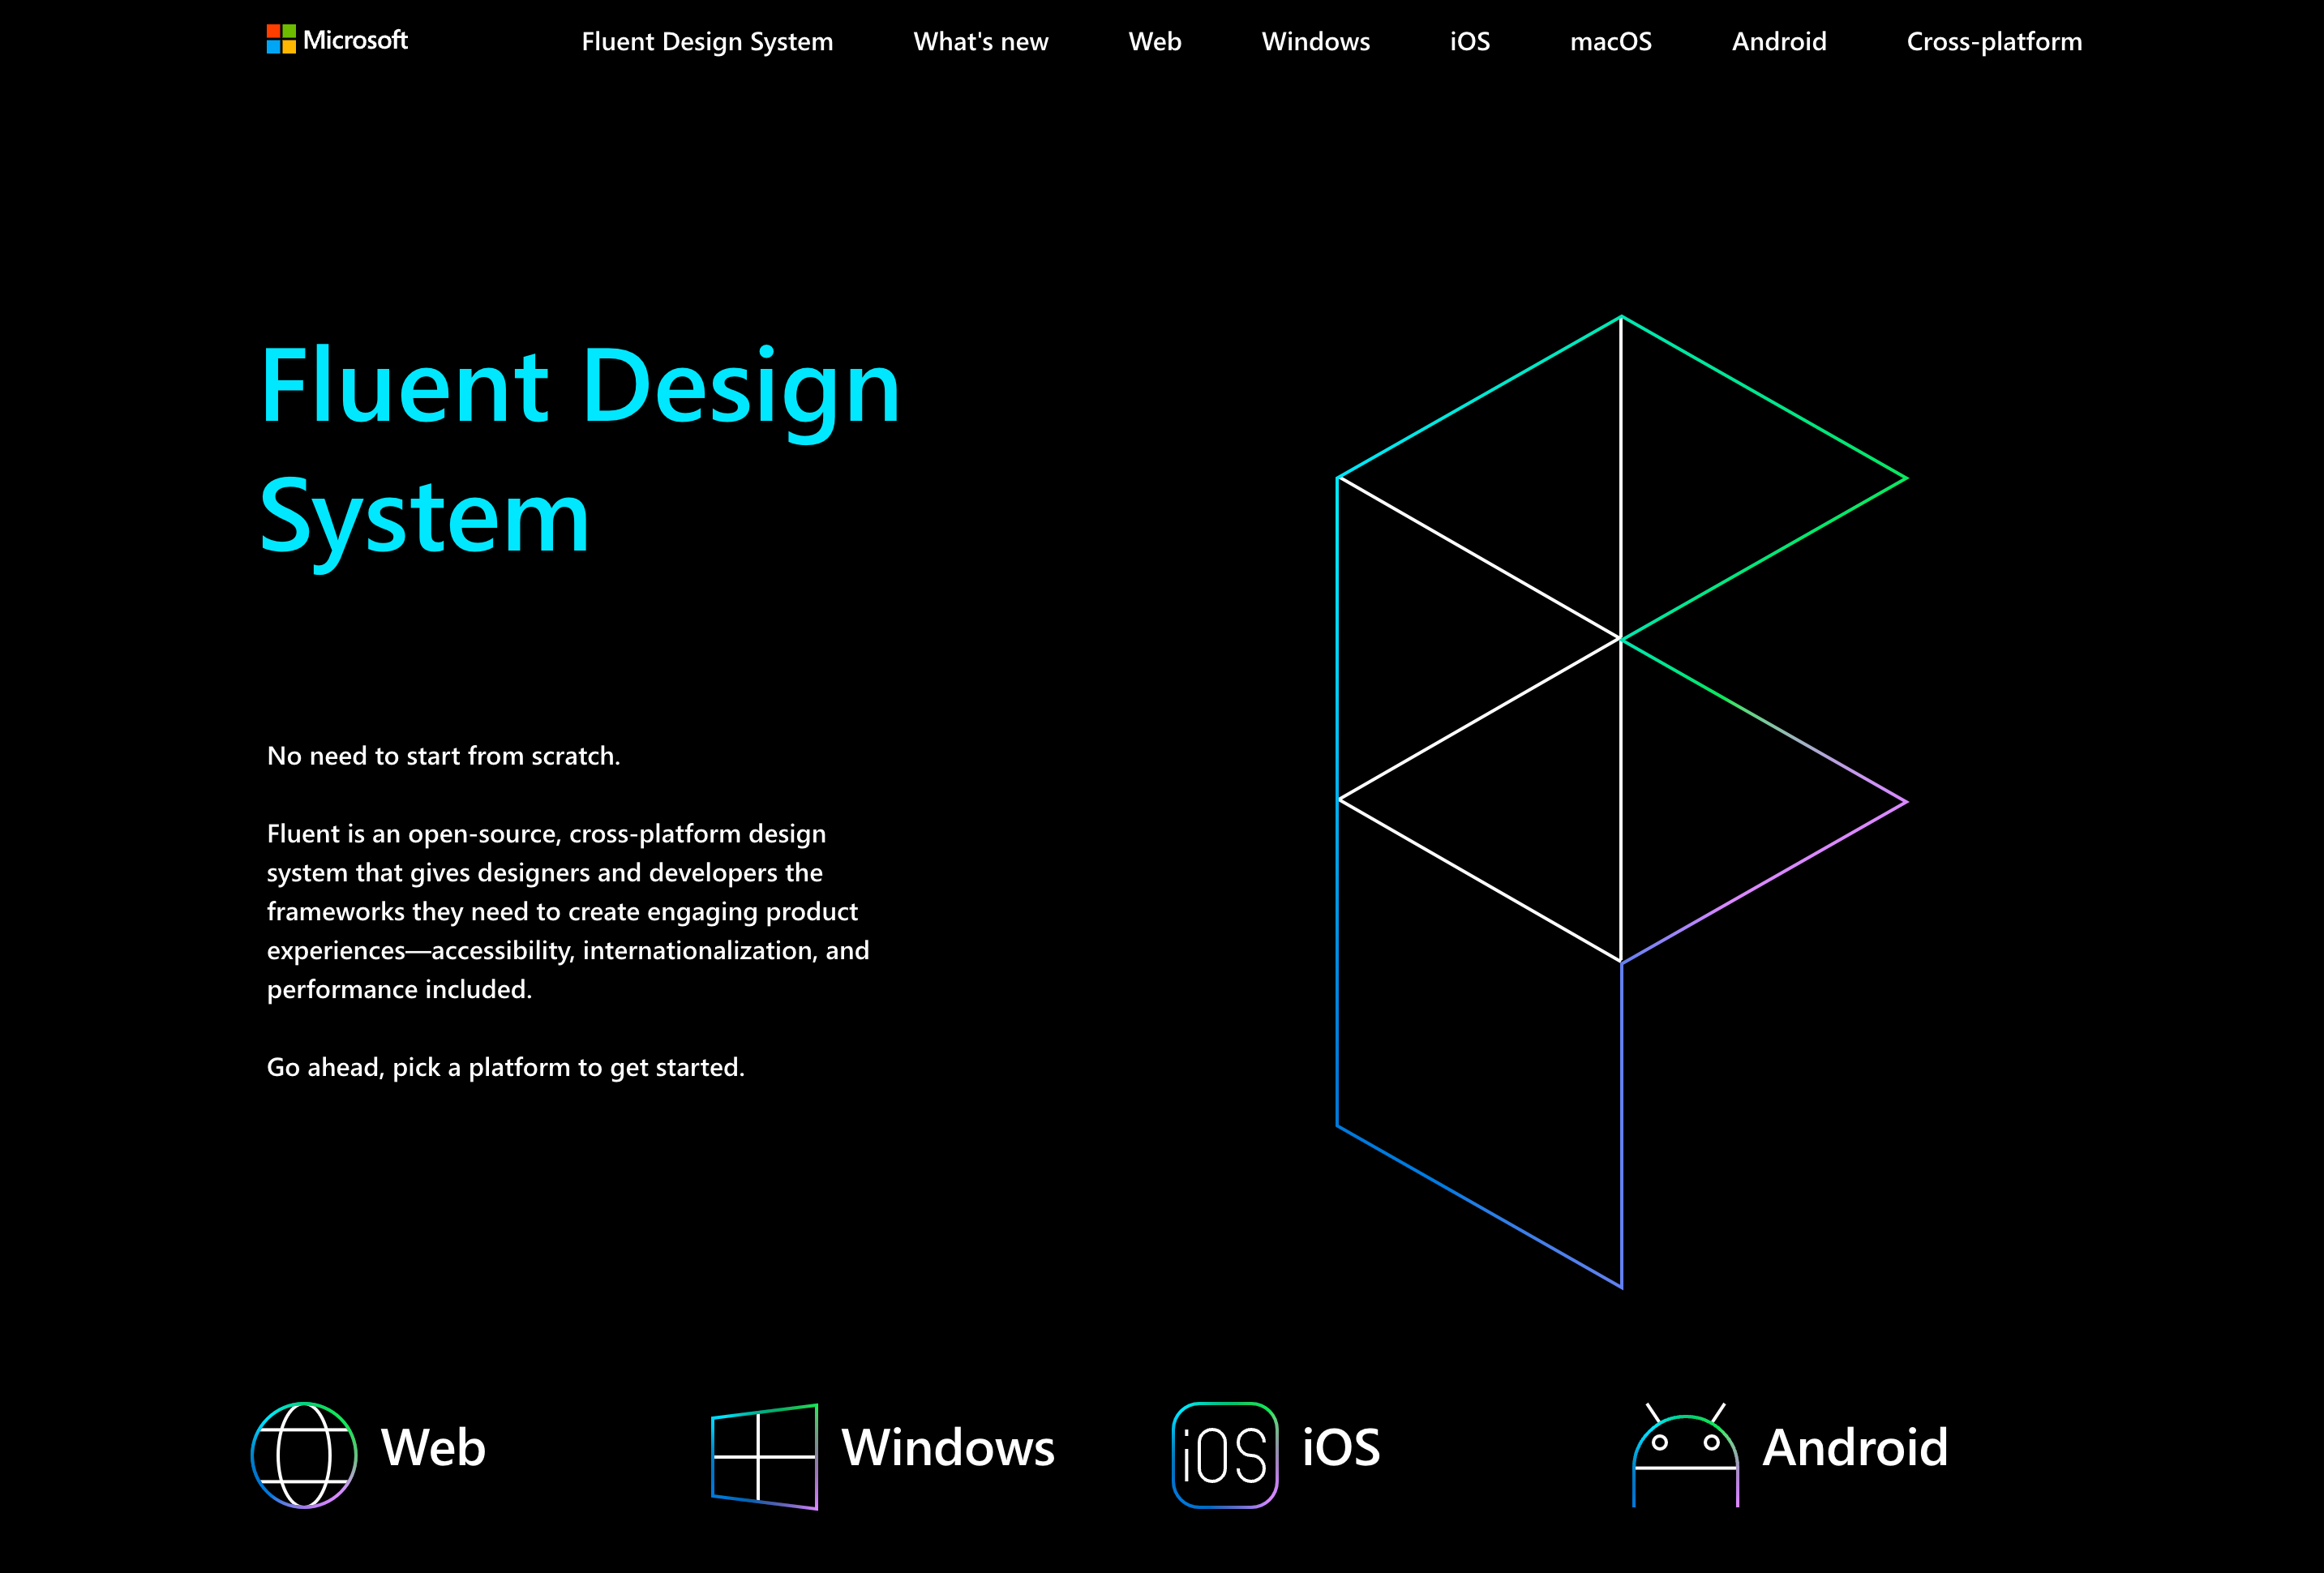 Microsoft Fluent Design System What's new Web Windows iOS macOS Android Cross-platform
Fluent Design
System
No need to start from scratch.
Fluent is an open-source, cross-platform design
system that gives designers and developers the
frameworks they need to create engaging product
experiences—accessibility, internationalization, and
performance included.
Go ahead, pick a platform to get started.
Web Windows iOS iOS Android